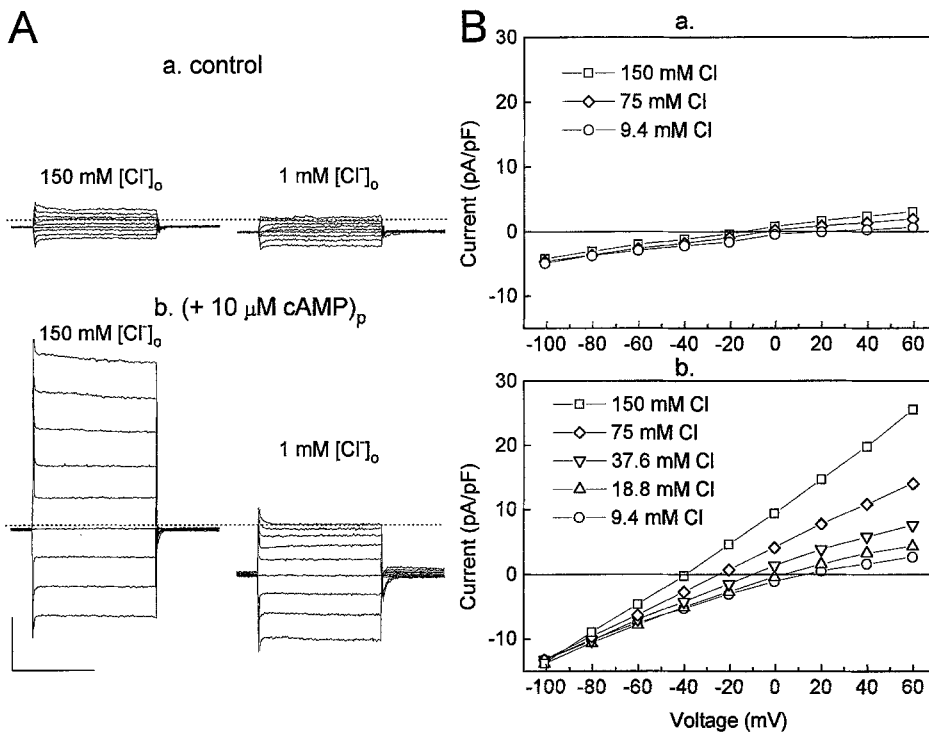 A
a. control
150 mM [Cl⁻]ₒ
1 mM [Cl⁻]ₒ
b. (+ 10 μM cAMP)ₚ
150 mM [Cl⁻]ₒ
1 mM [Cl⁻]ₒ
B
a.
30
20
10
0
-10
Current (pA/pF)
150 mM Cl
75 mM Cl
9.4 mM Cl
-100 -80 -60 -40 -20 0 20 40 60
b.
30
20
10
0
-10
Current (pA/pF)
150 mM Cl
75 mM Cl
37.6 mM Cl
18.8 mM Cl
9.4 mM Cl
-100 -80 -60 -40 -20 0 20 40 60
Voltage (mV)